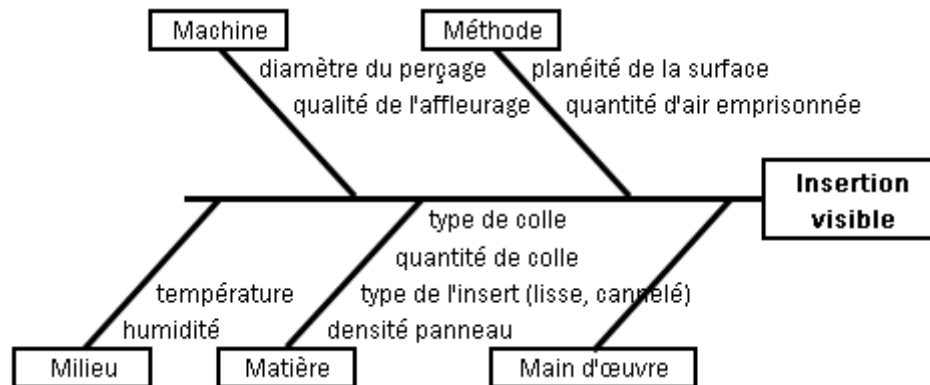 Machine
Méthode
diamètre du perçage
planéité de la surface
qualité de l'affleurage
quantité d'air emprisonnée
Insertion
visible
type de colle
quantité de colle
température
type de l'insert (lisse, cannelé)
humidité
densité panneau
Milieu
Matière
Main d'œuvre